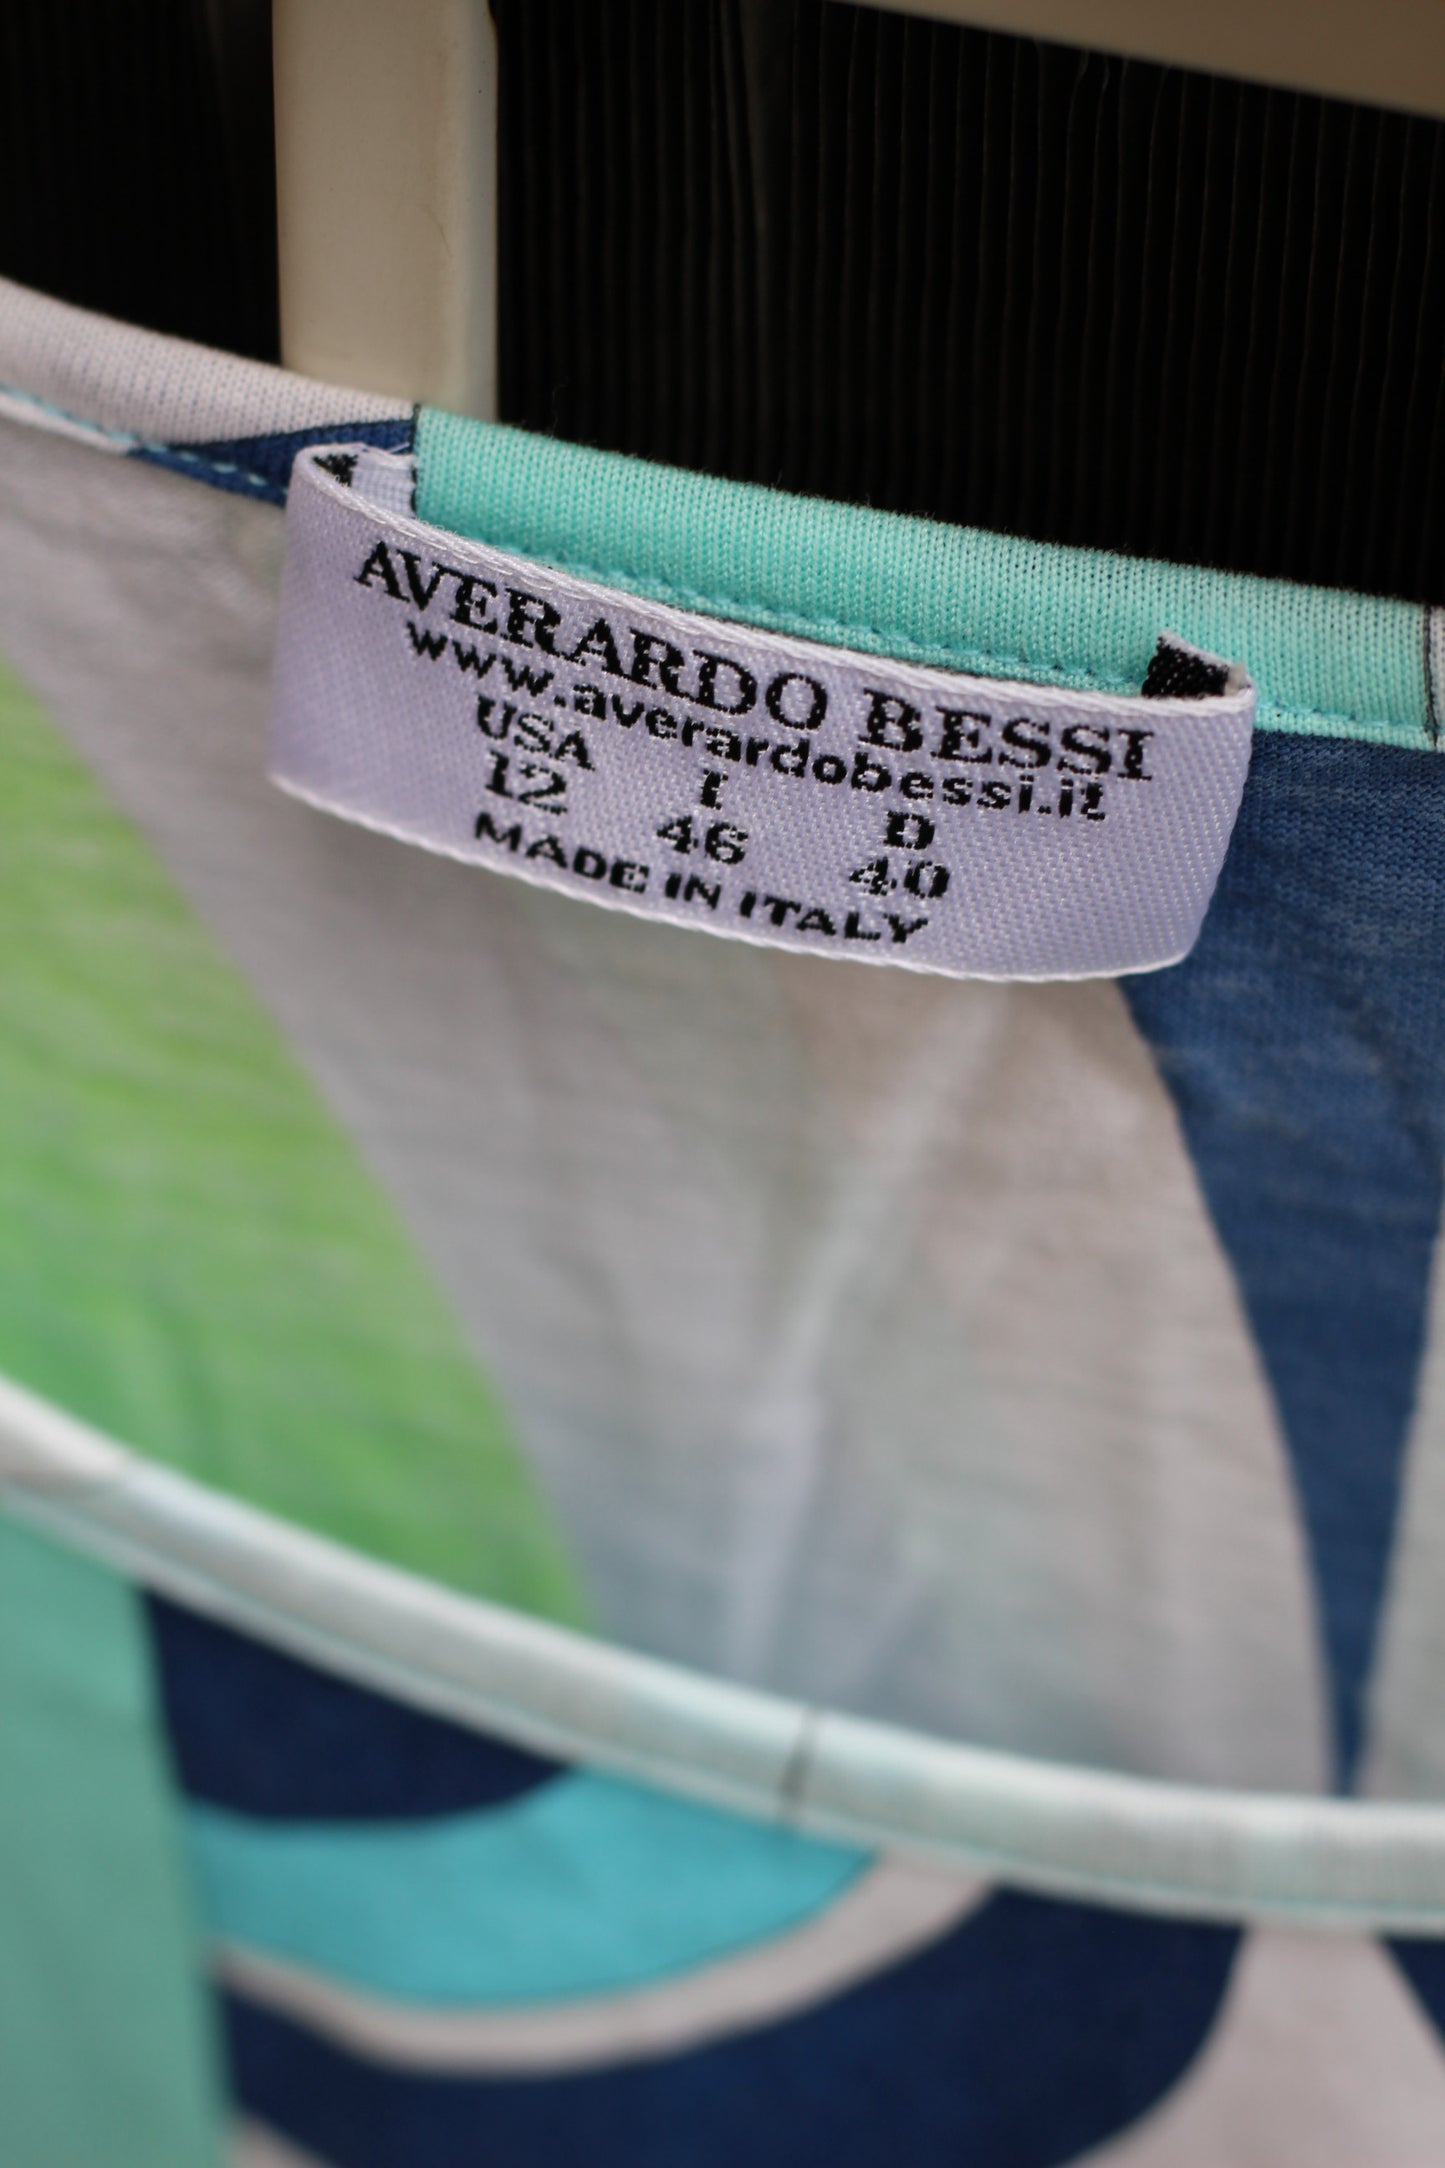 AVERARDO BESSI
www.averardobessi.it
USA I D
12 46 40
MADE IN ITALY